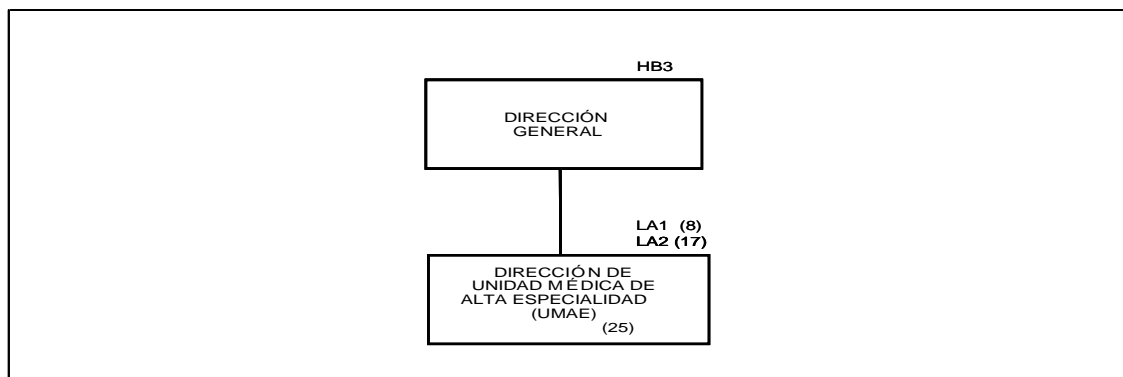 HB3
DIRECCIÓN
GENERAL
LA1 (8)
LA2 (17)
DIRECCIÓN DE
UNIDAD MÉDICA DE
ALTA ESPECIALIDAD
(UMAE)
(25)